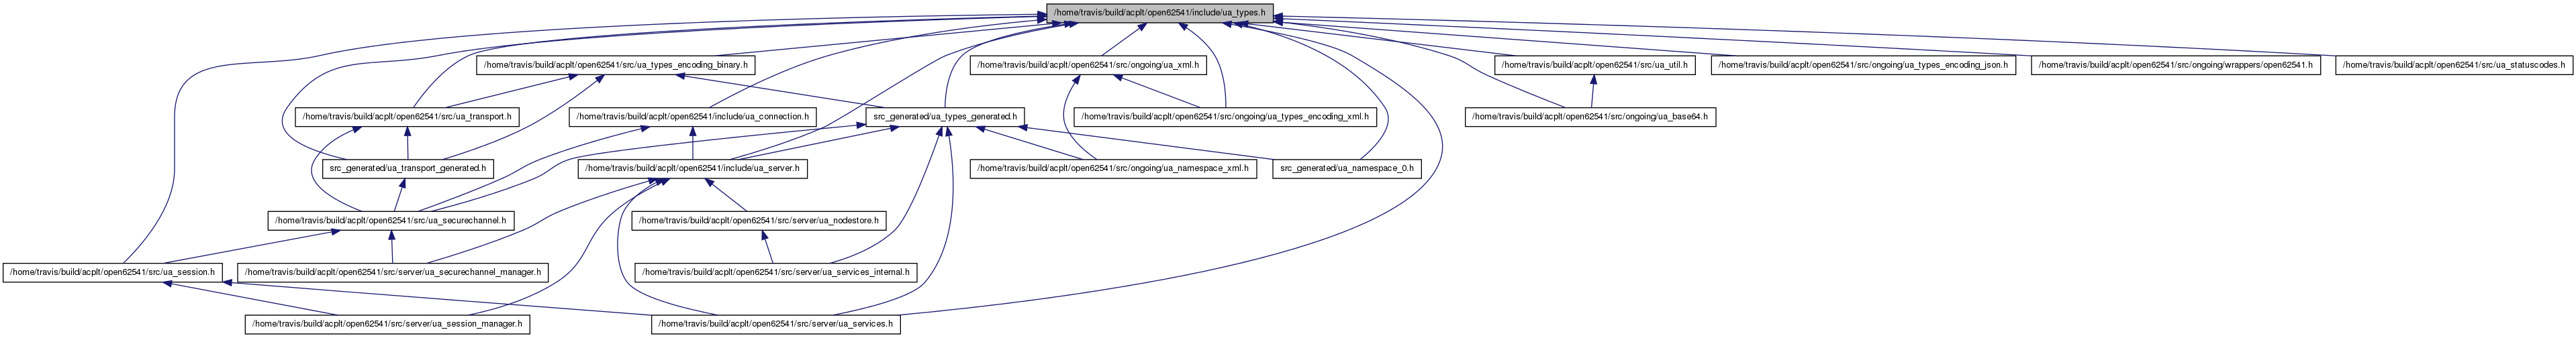 /home/travis/build/acplt/open62541/include/ua_types.h
/home/travis/build/acplt/open62541/src/ua_types_encoding_binary.h
/home/travis/build/acplt/open62541/src/ongoing/ua_xml.h
/home/travis/build/acplt/open62541/src/ua_util.h
/home/travis/build/acplt/open62541/src/ongoing/ua_types_encoding_json.h
/home/travis/build/acplt/open62541/src/ongoing/wrappers/open62541.h
/home/travis/build/acplt/open62541/src/ua_statuscodes.h
/home/travis/build/acplt/open62541/src/ua_transport.h
/home/travis/build/acplt/open62541/include/ua_connection.h
src_generated/ua_types_generated.h
/home/travis/build/acplt/open62541/src/ongoing/ua_types_encoding_xml.h
/home/travis/build/acplt/open62541/src/ongoing/ua_base64.h
src_generated/ua_transport_generated.h
/home/travis/build/acplt/open62541/include/ua_server.h
/home/travis/build/acplt/open62541/src/ongoing/ua_namespace_xml.h
src_generated/ua_namespace_0.h
/home/travis/build/acplt/open62541/src/ua_securechannel.h
/home/travis/build/acplt/open62541/src/server/ua_nodestore.h
/home/travis/build/acplt/open62541/src/ua_session.h
/home/travis/build/acplt/open62541/src/server/ua_securechannel_manager.h
/home/travis/build/acplt/open62541/src/server/ua_services_internal.h
/home/travis/build/acplt/open62541/src/server/ua_session_manager.h
/home/travis/build/acplt/open62541/src/server/ua_services.h